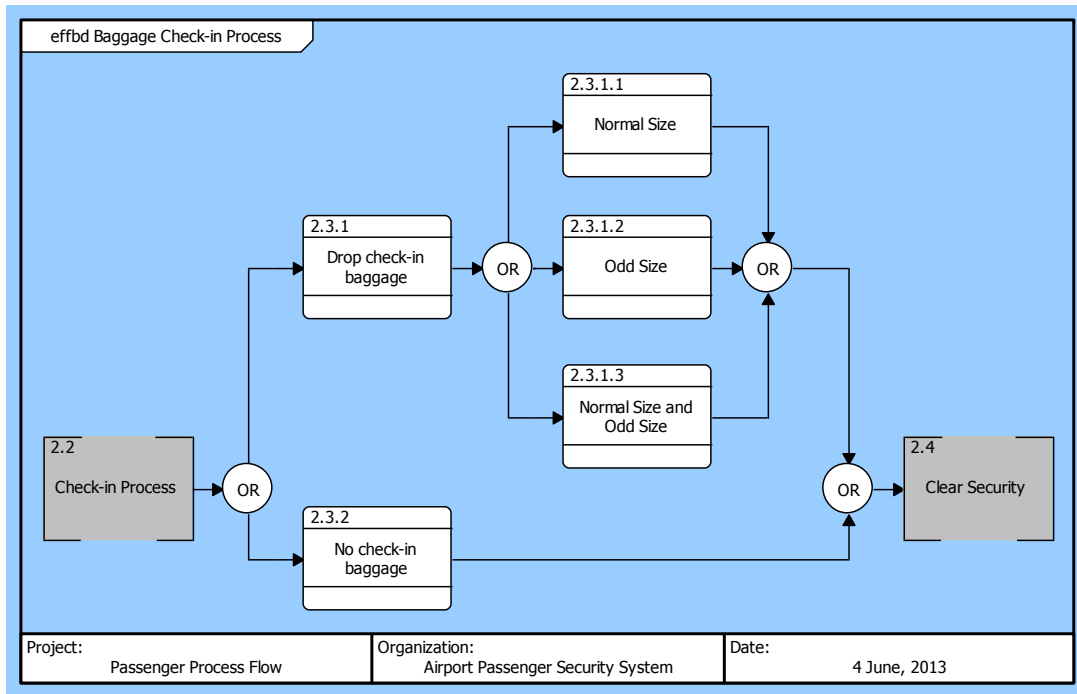 effbd Baggage Check-in Process
2.3.1.1
Normal Size
2.3.1
Drop check-in
baggage
OR
2.3.1.2
Odd Size
OR
2.3.1.3
Normal Size and
Odd Size
2.2
Check-in Process
OR
2.3.2
No check-in
baggage
OR
2.4
Clear Security
Project:
Passenger Process Flow
Organization:
Airport Passenger Security System
Date:
4 June, 2013